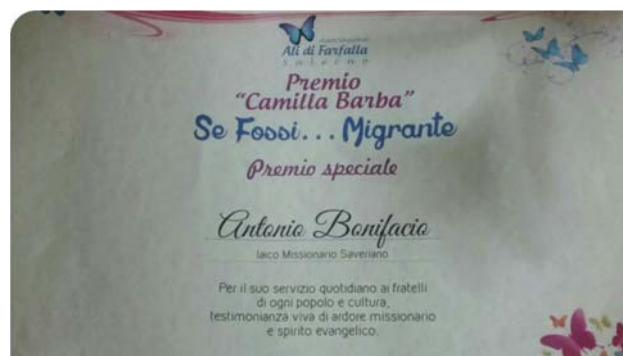 Ali di Farfalla
Salerno
Premio
"Camilla Barba"
Se Fossi... Migrante
Premio speciale
Antonio Bonifacio
laico Missionario Saveriano
Per il suo servizio quotidiano ai fratelli
di ogni popolo e cultura,
testimonianza viva di ardore missionario
e spirito evangelico.